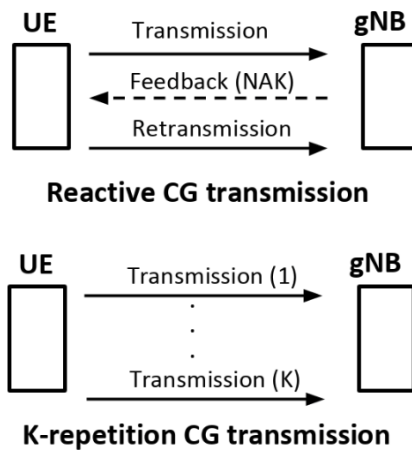 UE gNB
Transmission
Feedback (NAK)
Retransmission
Reactive CG transmission
UE gNB
Transmission (1)
Transmission (K)
K-repetition CG transmission